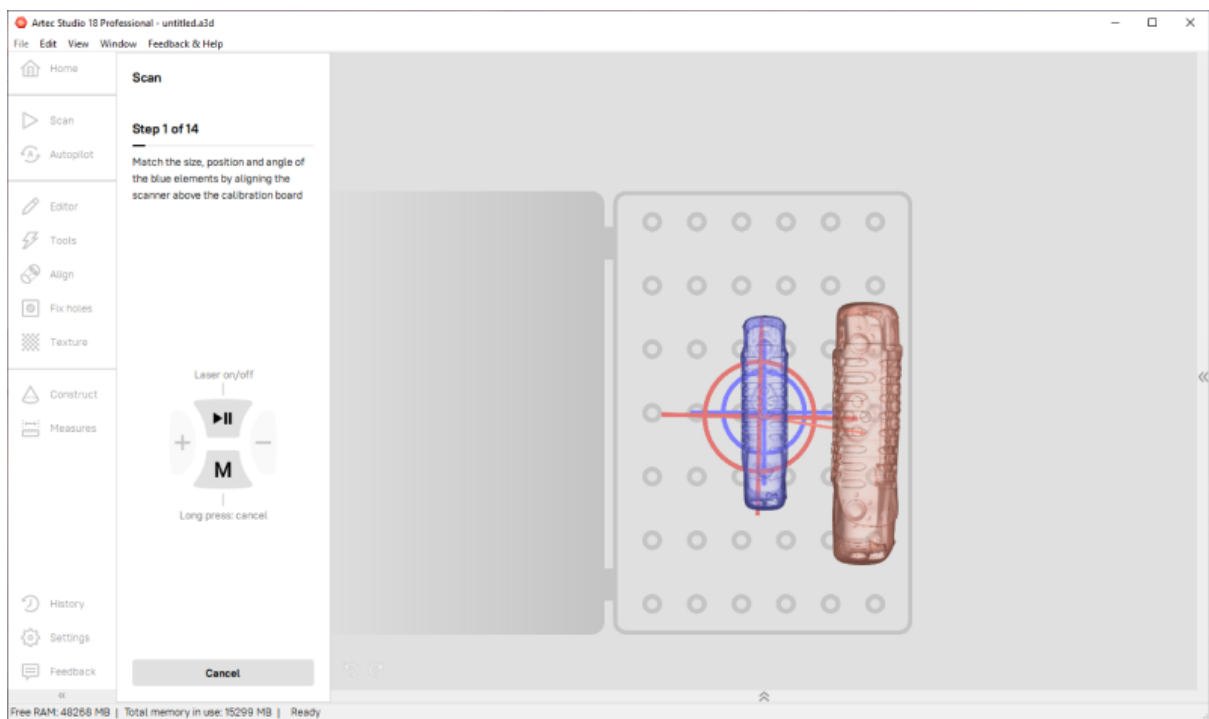 Artec Studio 18 Professional - untitled.a3d
File Edit View Window Feedback & Help
Home
Scan
Autopilot
Editor
Tools
Align
Fix holes
Texture
Construct
Measures
History
Settings
Feedback
Scan
Step 1 of 14
Match the size, position and angle of
the blue elements by aligning the
scanner above the calibration board
Laser on/off
M
Long press: cancel
Cancel
Free RAM: 48268 MB | Total memory in use: 15299 MB | Ready